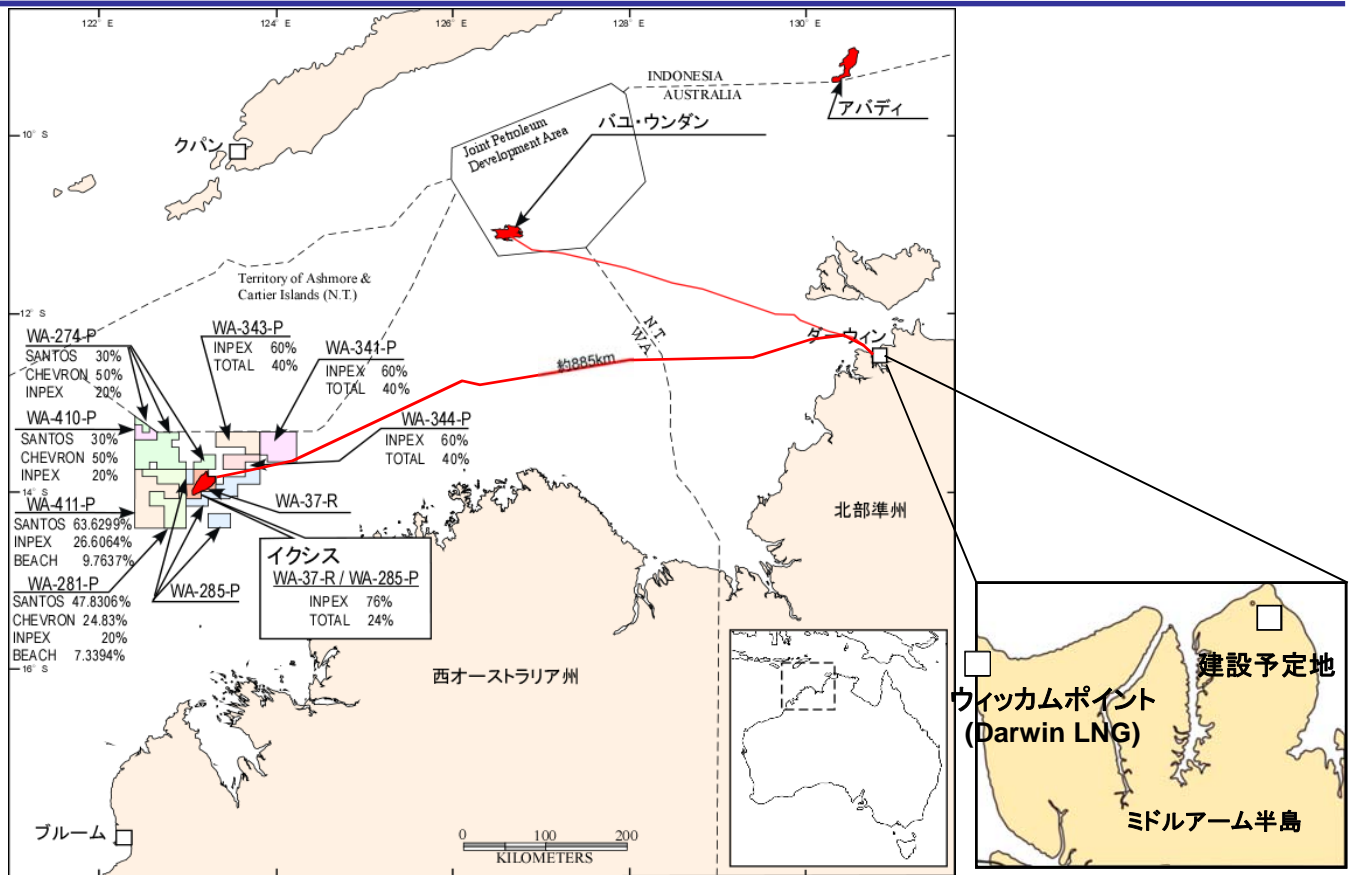 122° E
124° E
126° E
128° E
130° E
INDONESIA
AUSTRALIA
アバディ
バユ・ウンダン
Joint Petroleum
Development Area
10° S
クパン
Territory of Ashmore &
Cartier Islands (N.T.)
12° S
N.T.
WA
ダーウィン
約885km
WA-274-P
SANTOS 30%
CHEVRON 50%
INPEX 20%
WA-343-P
INPEX 60%
TOTAL 40%
WA-341-P
INPEX 60%
TOTAL 40%
WA-410-P
SANTOS 30%
CHEVRON 50%
INPEX 20%
WA-344-P
INPEX 60%
TOTAL 40%
14° S
WA-411-P
SANTOS 63.6299%
INPEX 26.6064%
BEACH 9.7637%
WA-37-R
北部準州
イクシス
WA-37-R / WA-285-P
INPEX 76%
TOTAL 24%
WA-281-P
SANTOS 47.8306%
CHEVRON 24.83%
INPEX 20%
BEACH 7.3394%
WA-285-P
16° S
西オーストラリア州
ブルーム
0 100 200
KILOMETERS
建設予定地
ウィッカムポイント
(Darwin LNG)
ミドルアーム半島